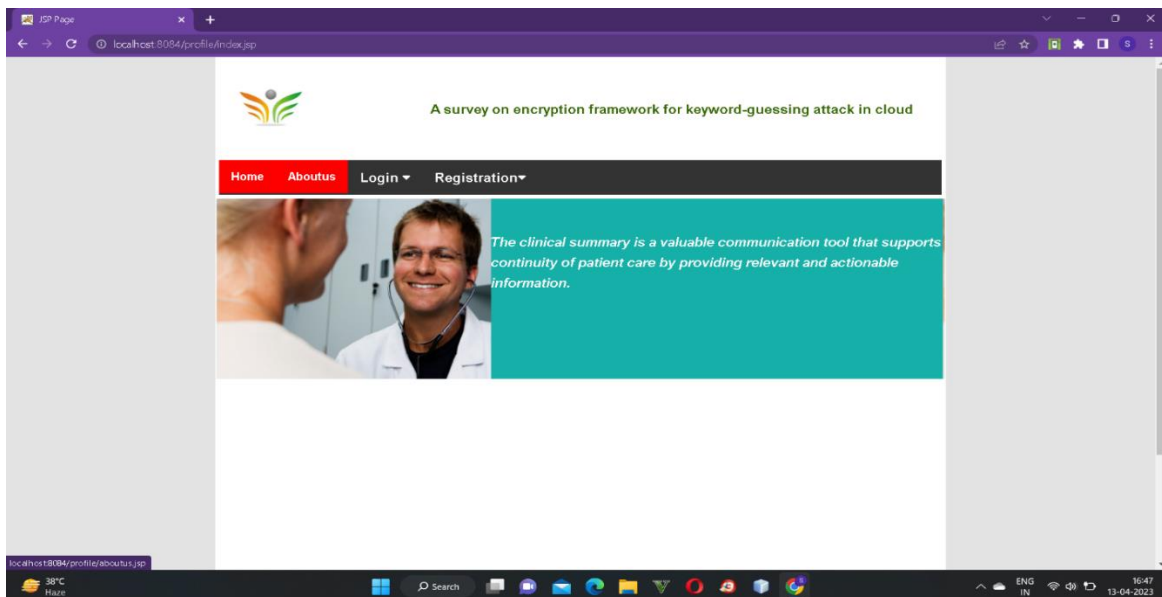 JSP Page
localhost:8084/profile/index.jsp
S
A survey on encryption framework for keyword-guessing attack in cloud
Home Aboutus Login Registration
The clinical summary is a valuable communication tool that supports
continuity of patient care by providing relevant and actionable
information.
localhost:8084/profile/aboutus.jsp
38°C
Haze
Search
ENG
IN
16:47
13-04-2023